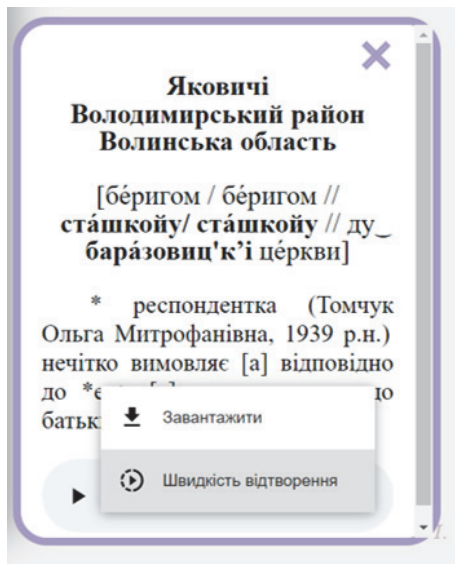 Яковичі
Володимирський район
Волинська область
[бе́ригом / бе́ригом //
ста́шкойу/ ста́шкойу // ду‿
бара́зовиц'к’і це́ркви]
* респондентка (Томчук
Ольга Митрофанівна, 1939 р.н.)
нечітко вимовляє [а] відповідно
до
Завантажити
Швидкість відтворення